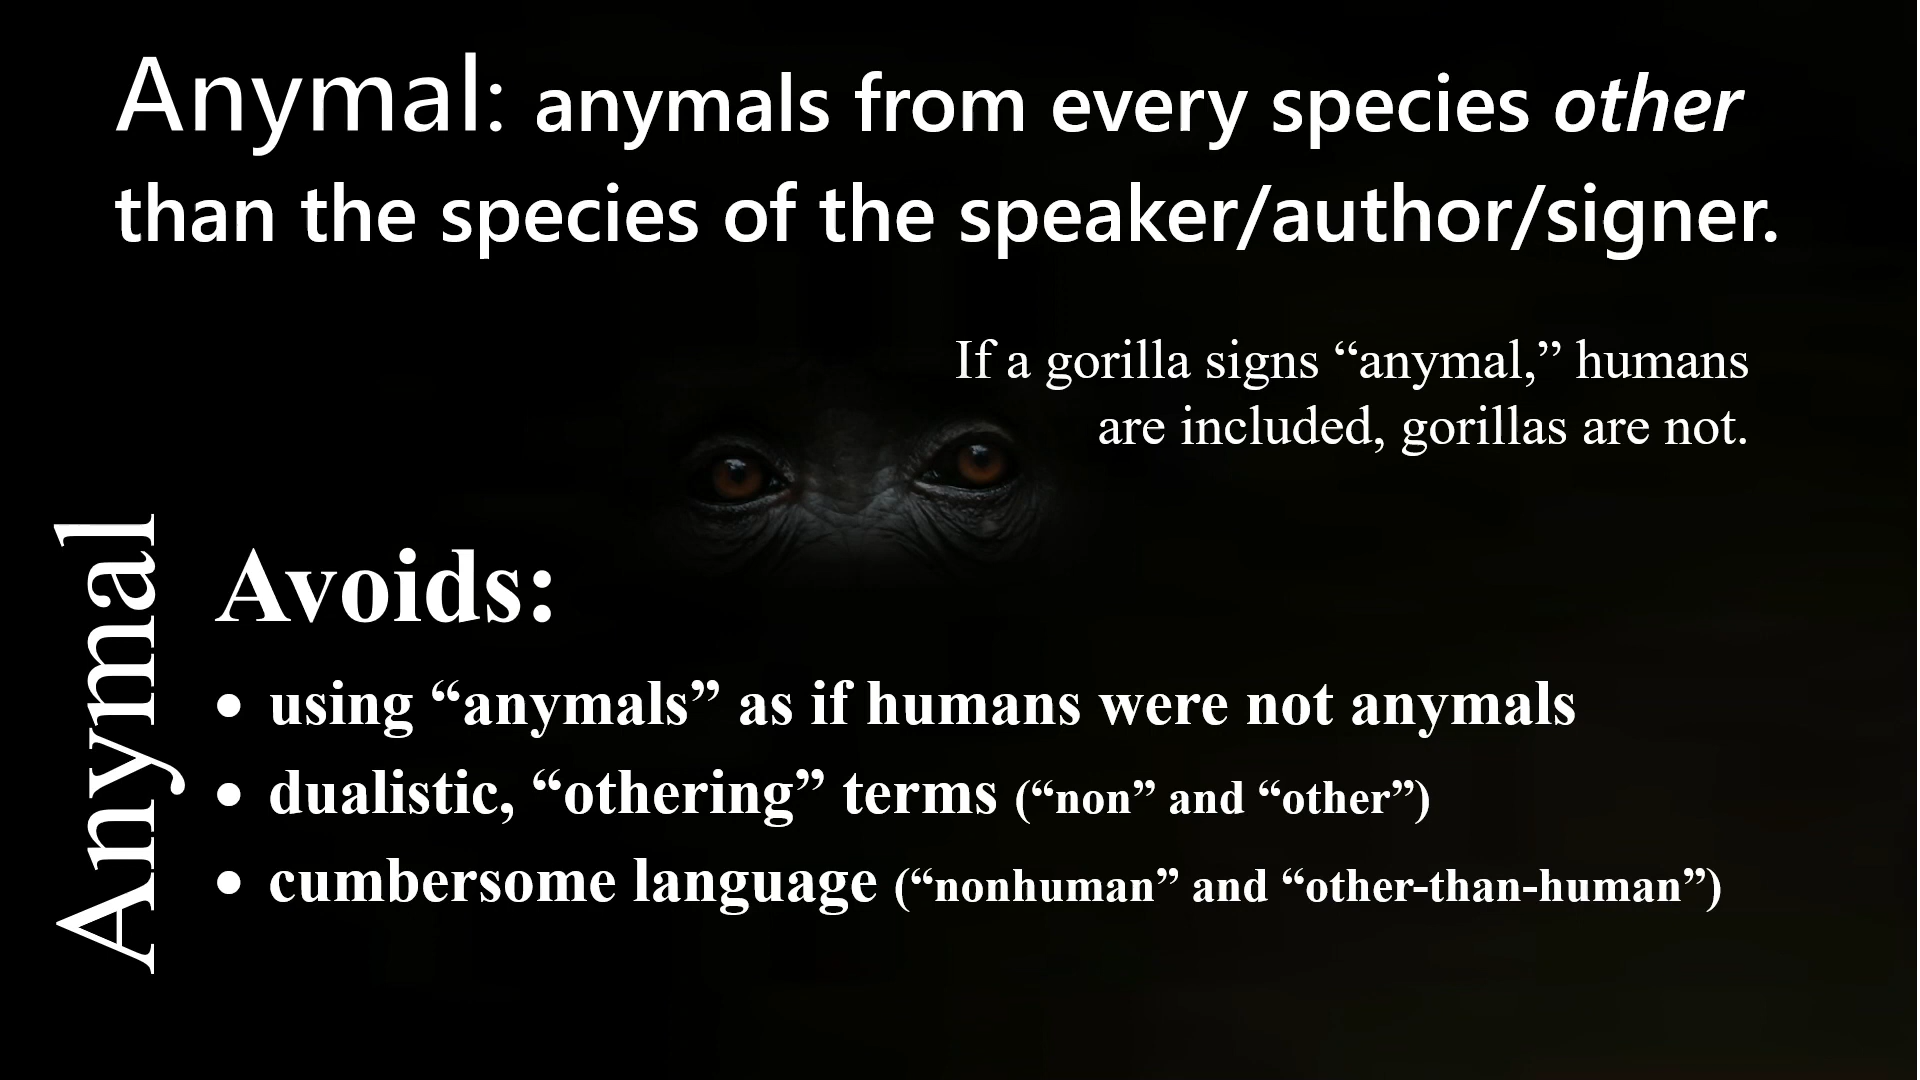 Anymal: anymals from every species other
than the species of the speaker/author/signer.
If a gorilla signs “anymal,” humans
are included, gorillas are not.
Anymal
Avoids:
• using “anymals” as if humans were not anymals
• dualistic, “othering” terms (“non” and “other”)
• cumbersome language (“nonhuman” and “other-than-human”)